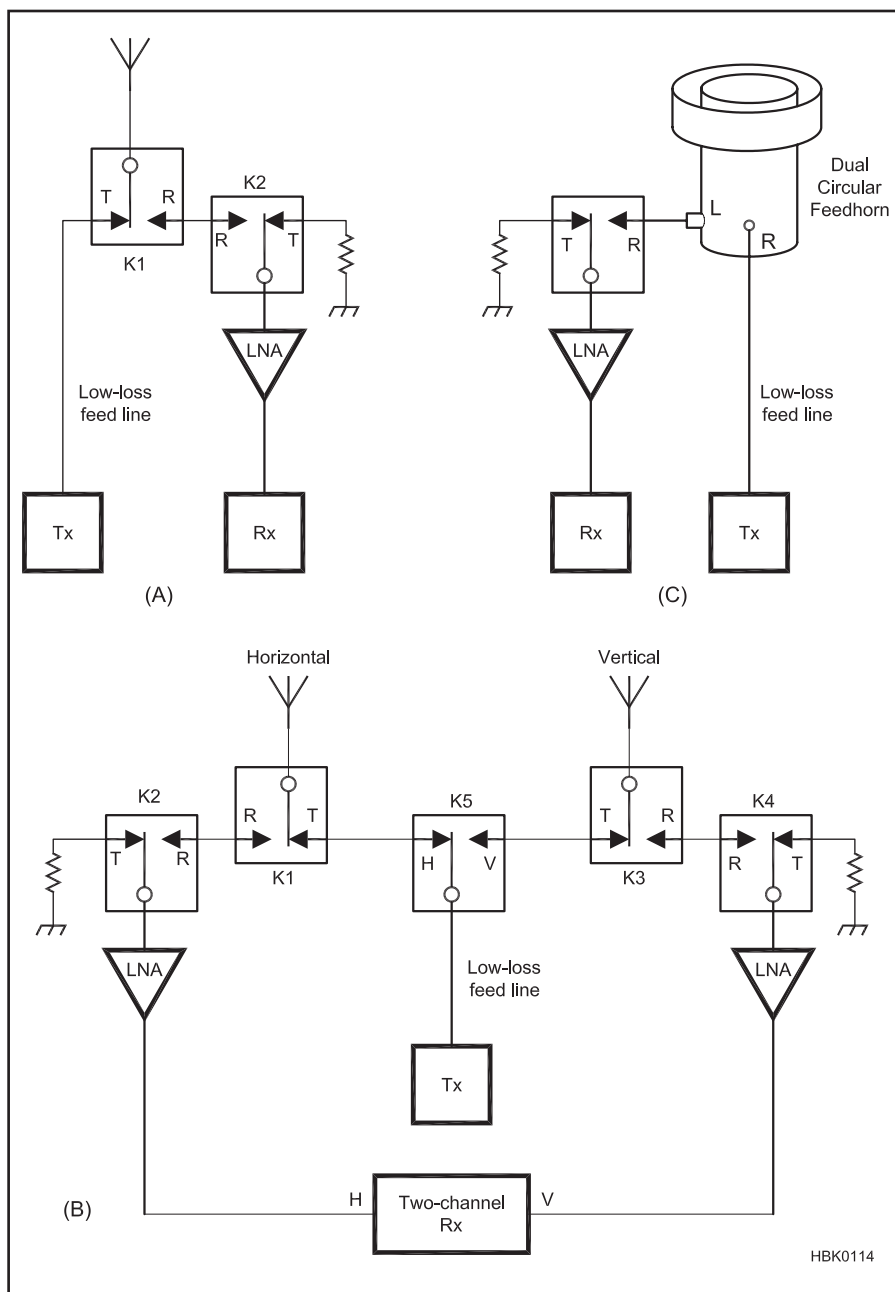 T
R
K1
K2
R
T
LNA
Low-loss
feed line
Tx
Rx
(A)
Dual
Circular
Feedhorn
L
R
T
R
LNA
Low-loss
feed line
Rx
Tx
(C)
Horizontal
Vertical
K2
T
R
R
T
K1
K5
H
V
T
R
K3
K4
R
T
LNA
Low-loss
feed line
LNA
Tx
(B)
H
Two-channel
Rx
V
HBK0114